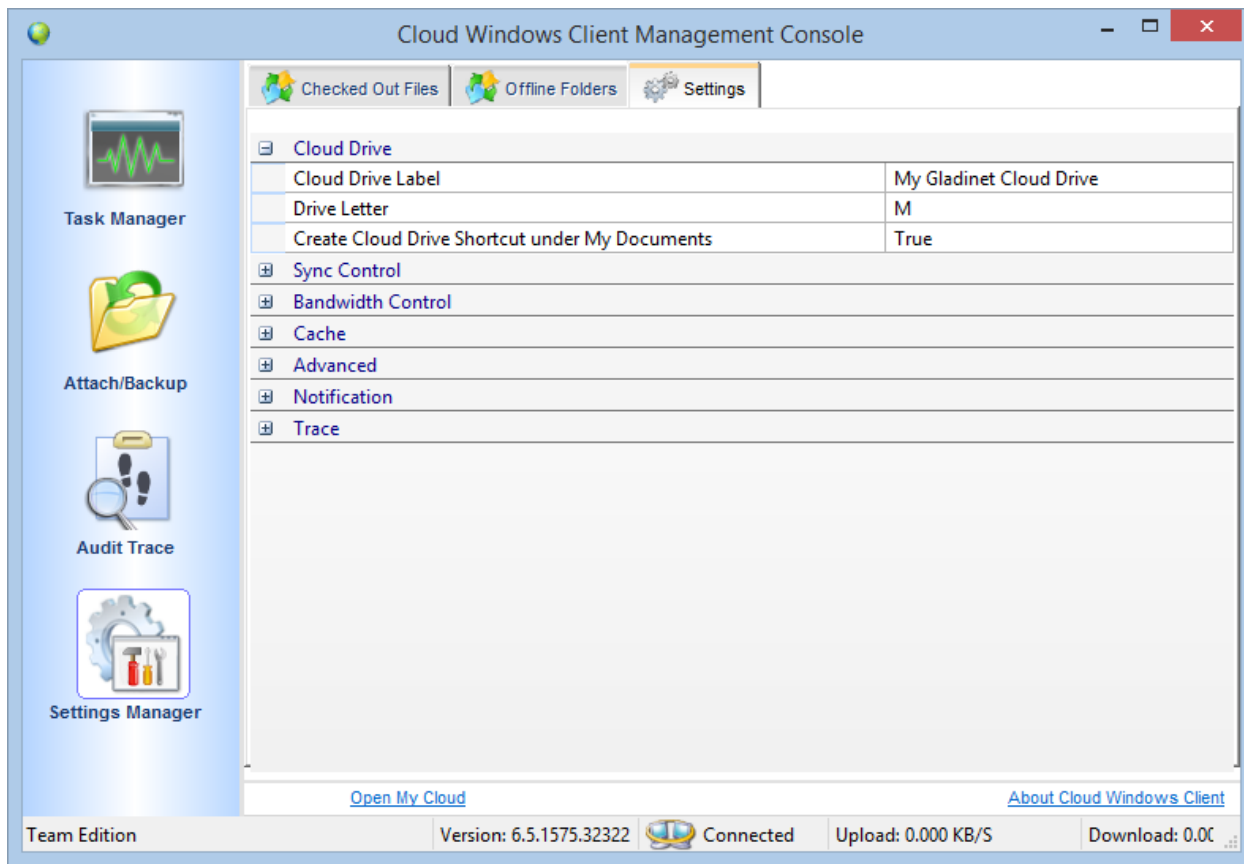 Cloud Windows Client Management Console
Checked Out Files Offline Folders Settings
Task Manager
Attach/Backup
Audit Trace
Settings Manager
Cloud Drive
Cloud Drive Label My Gladinet Cloud Drive
Drive Letter M
Create Cloud Drive Shortcut under My Documents True
Sync Control
Bandwidth Control
Cache
Advanced
Notification
Trace
Open My Cloud About Cloud Windows Client
Team Edition Version: 6.5.1575.32322 Connected Upload: 0.000 KB/S Download: 0.00